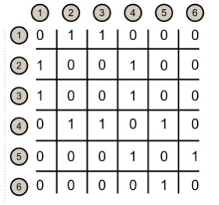 1 2 3 4 5 6
1 0 1 1 0 0 0
2 1 0 0 1 0 0
3 1 0 0 1 0 0
4 0 1 1 0 1 0
5 0 0 0 1 0 1
6 0 0 0 0 1 0